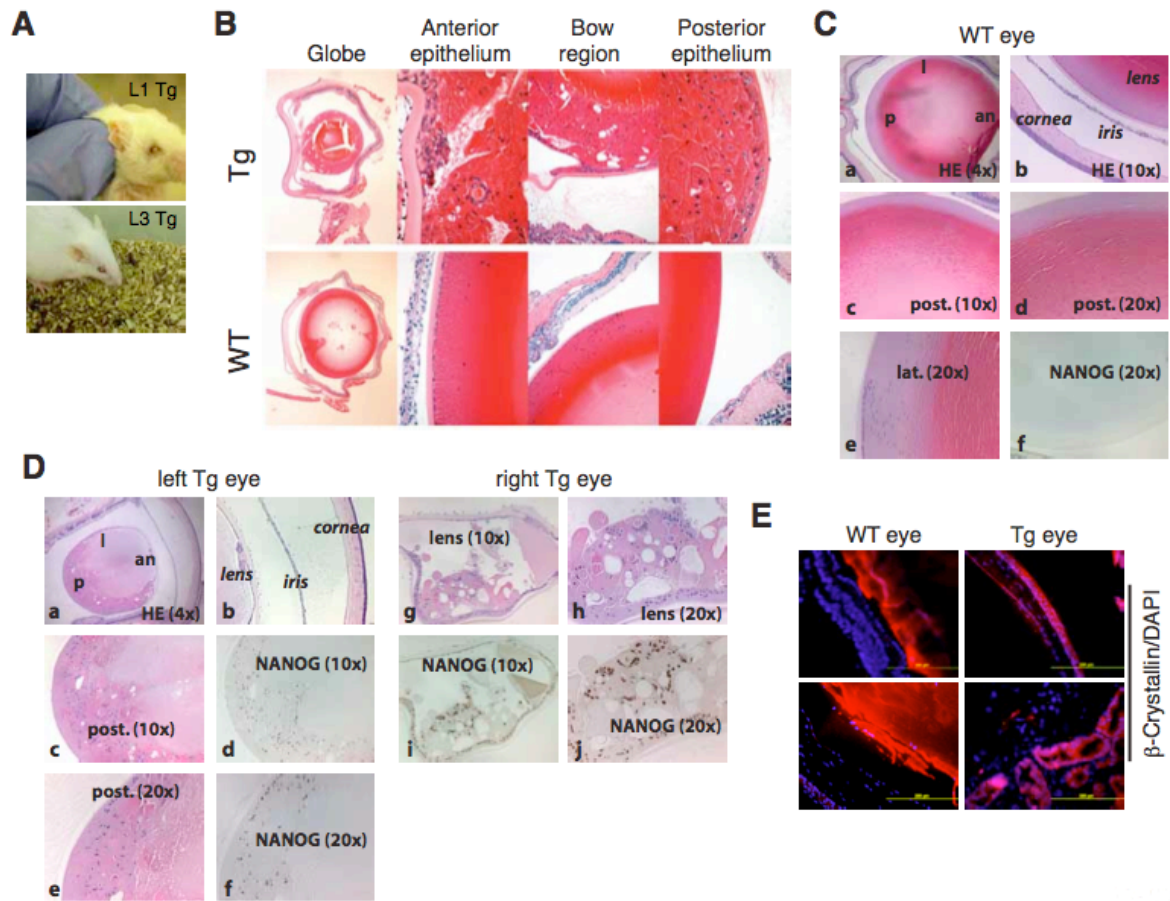 A
L1 Tg
L3 Tg
B
Globe
Anterior
epithelium
Bow
region
Posterior
epithelium
Tg
WT
C
WT eye
l
p
an
a
HE (4x)
lens
cornea
iris
b
HE (10x)
c
post. (10x)
d
post. (20x)
lat. (20x)
e
NANOG (20x)
f
D
left Tg eye
right Tg eye
l
an
p
a
HE (4x)
cornea
lens
iris
b
lens (10x)
g
h
lens (20x)
post. (10x)
c
NANOG (10x)
d
NANOG (10x)
i
NANOG (20x)
j
post. (20x)
e
NANOG (20x)
f
E
WT eye
Tg eye
β-Crystallin/DAPI